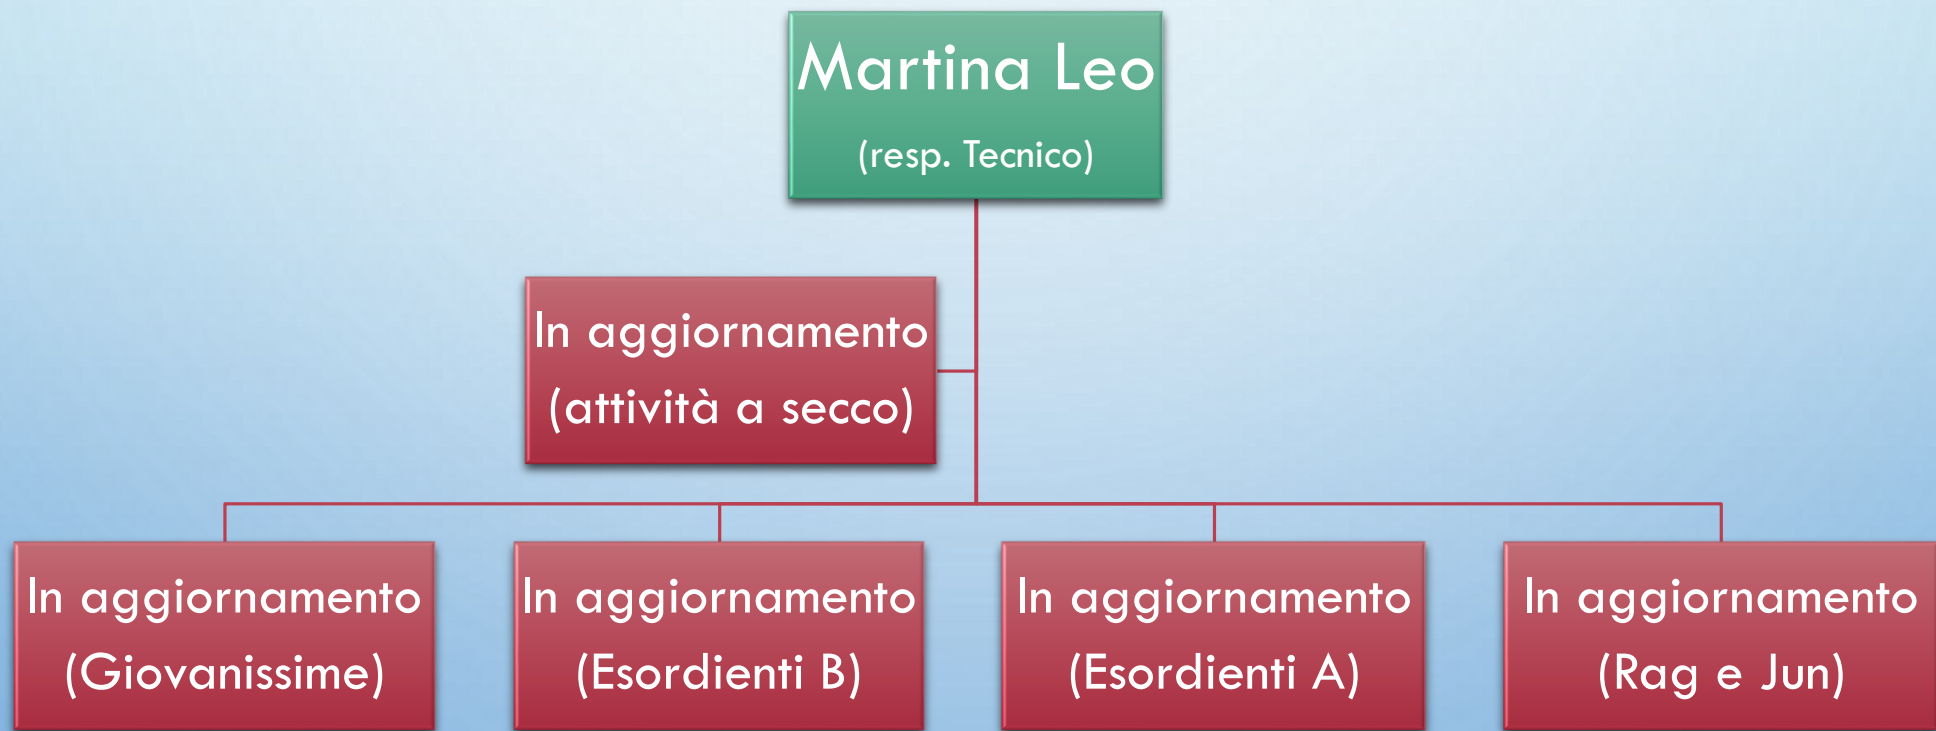 Martina Leo
(resp. Tecnico)
In aggiornamento
(attività a secco)
In aggiornamento
(Giovanissime)
In aggiornamento
(Esordienti B)
In aggiornamento
(Esordienti A)
In aggiornamento
(Rag e Jun)